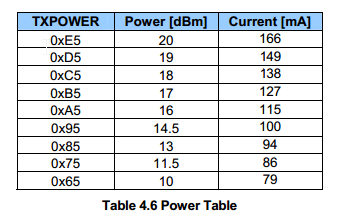 TXPOWER Power [dBm] Current [mA]
0xE5 20 166
0xD5 19 149
0xC5 18 138
0xB5 17 127
0xA5 16 115
0x95 14.5 100
0x85 13 94
0x75 11.5 86
0x65 10 79
Table 4.6 Power Table